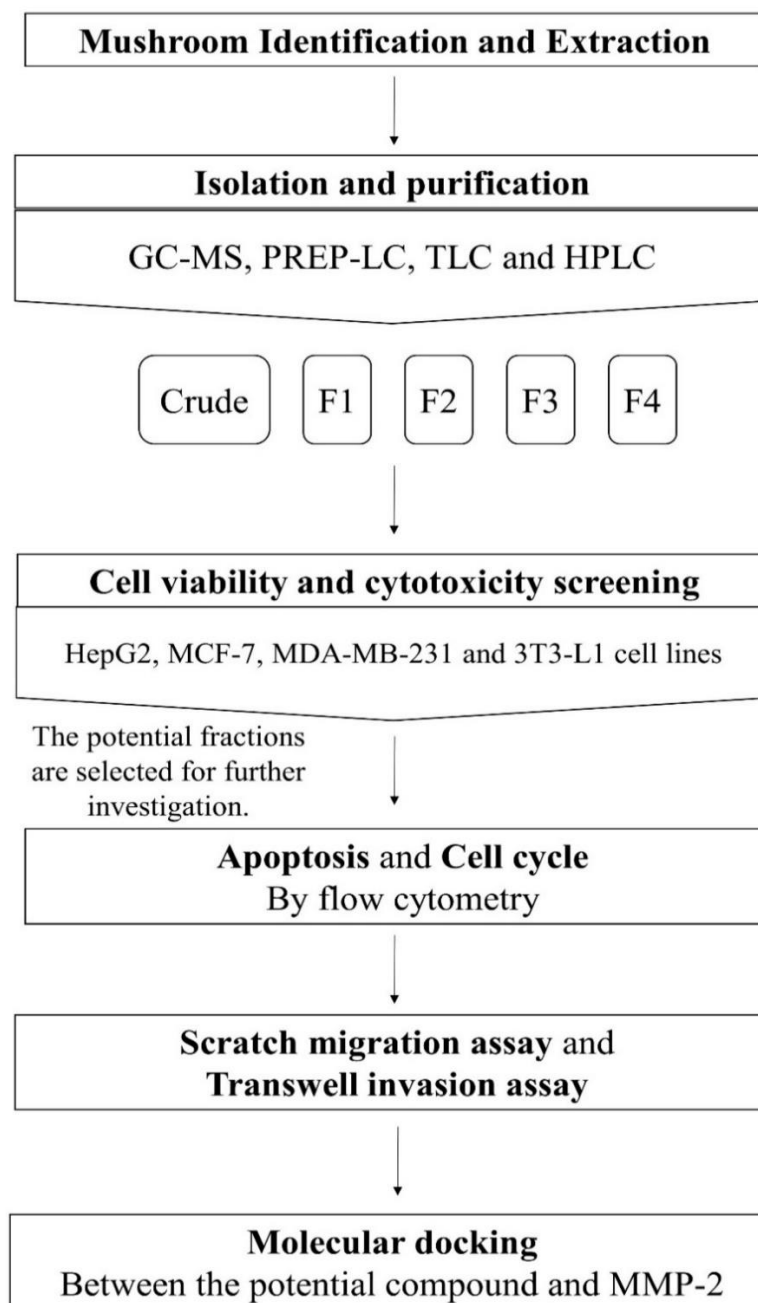 Mushroom Identification and Extraction
Isolation and purification
GC-MS, PREP-LC, TLC and HPLC
Crude F1 F2 F3 F4
Cell viability and cytotoxicity screening
HepG2, MCF-7, MDA-MB-231 and 3T3-L1 cell lines
The potential fractions
are selected for further
investigation.
Apoptosis and Cell cycle
By flow cytometry
Scratch migration assay and
Transwell invasion assay
Molecular docking
Between the potential compound and MMP-2